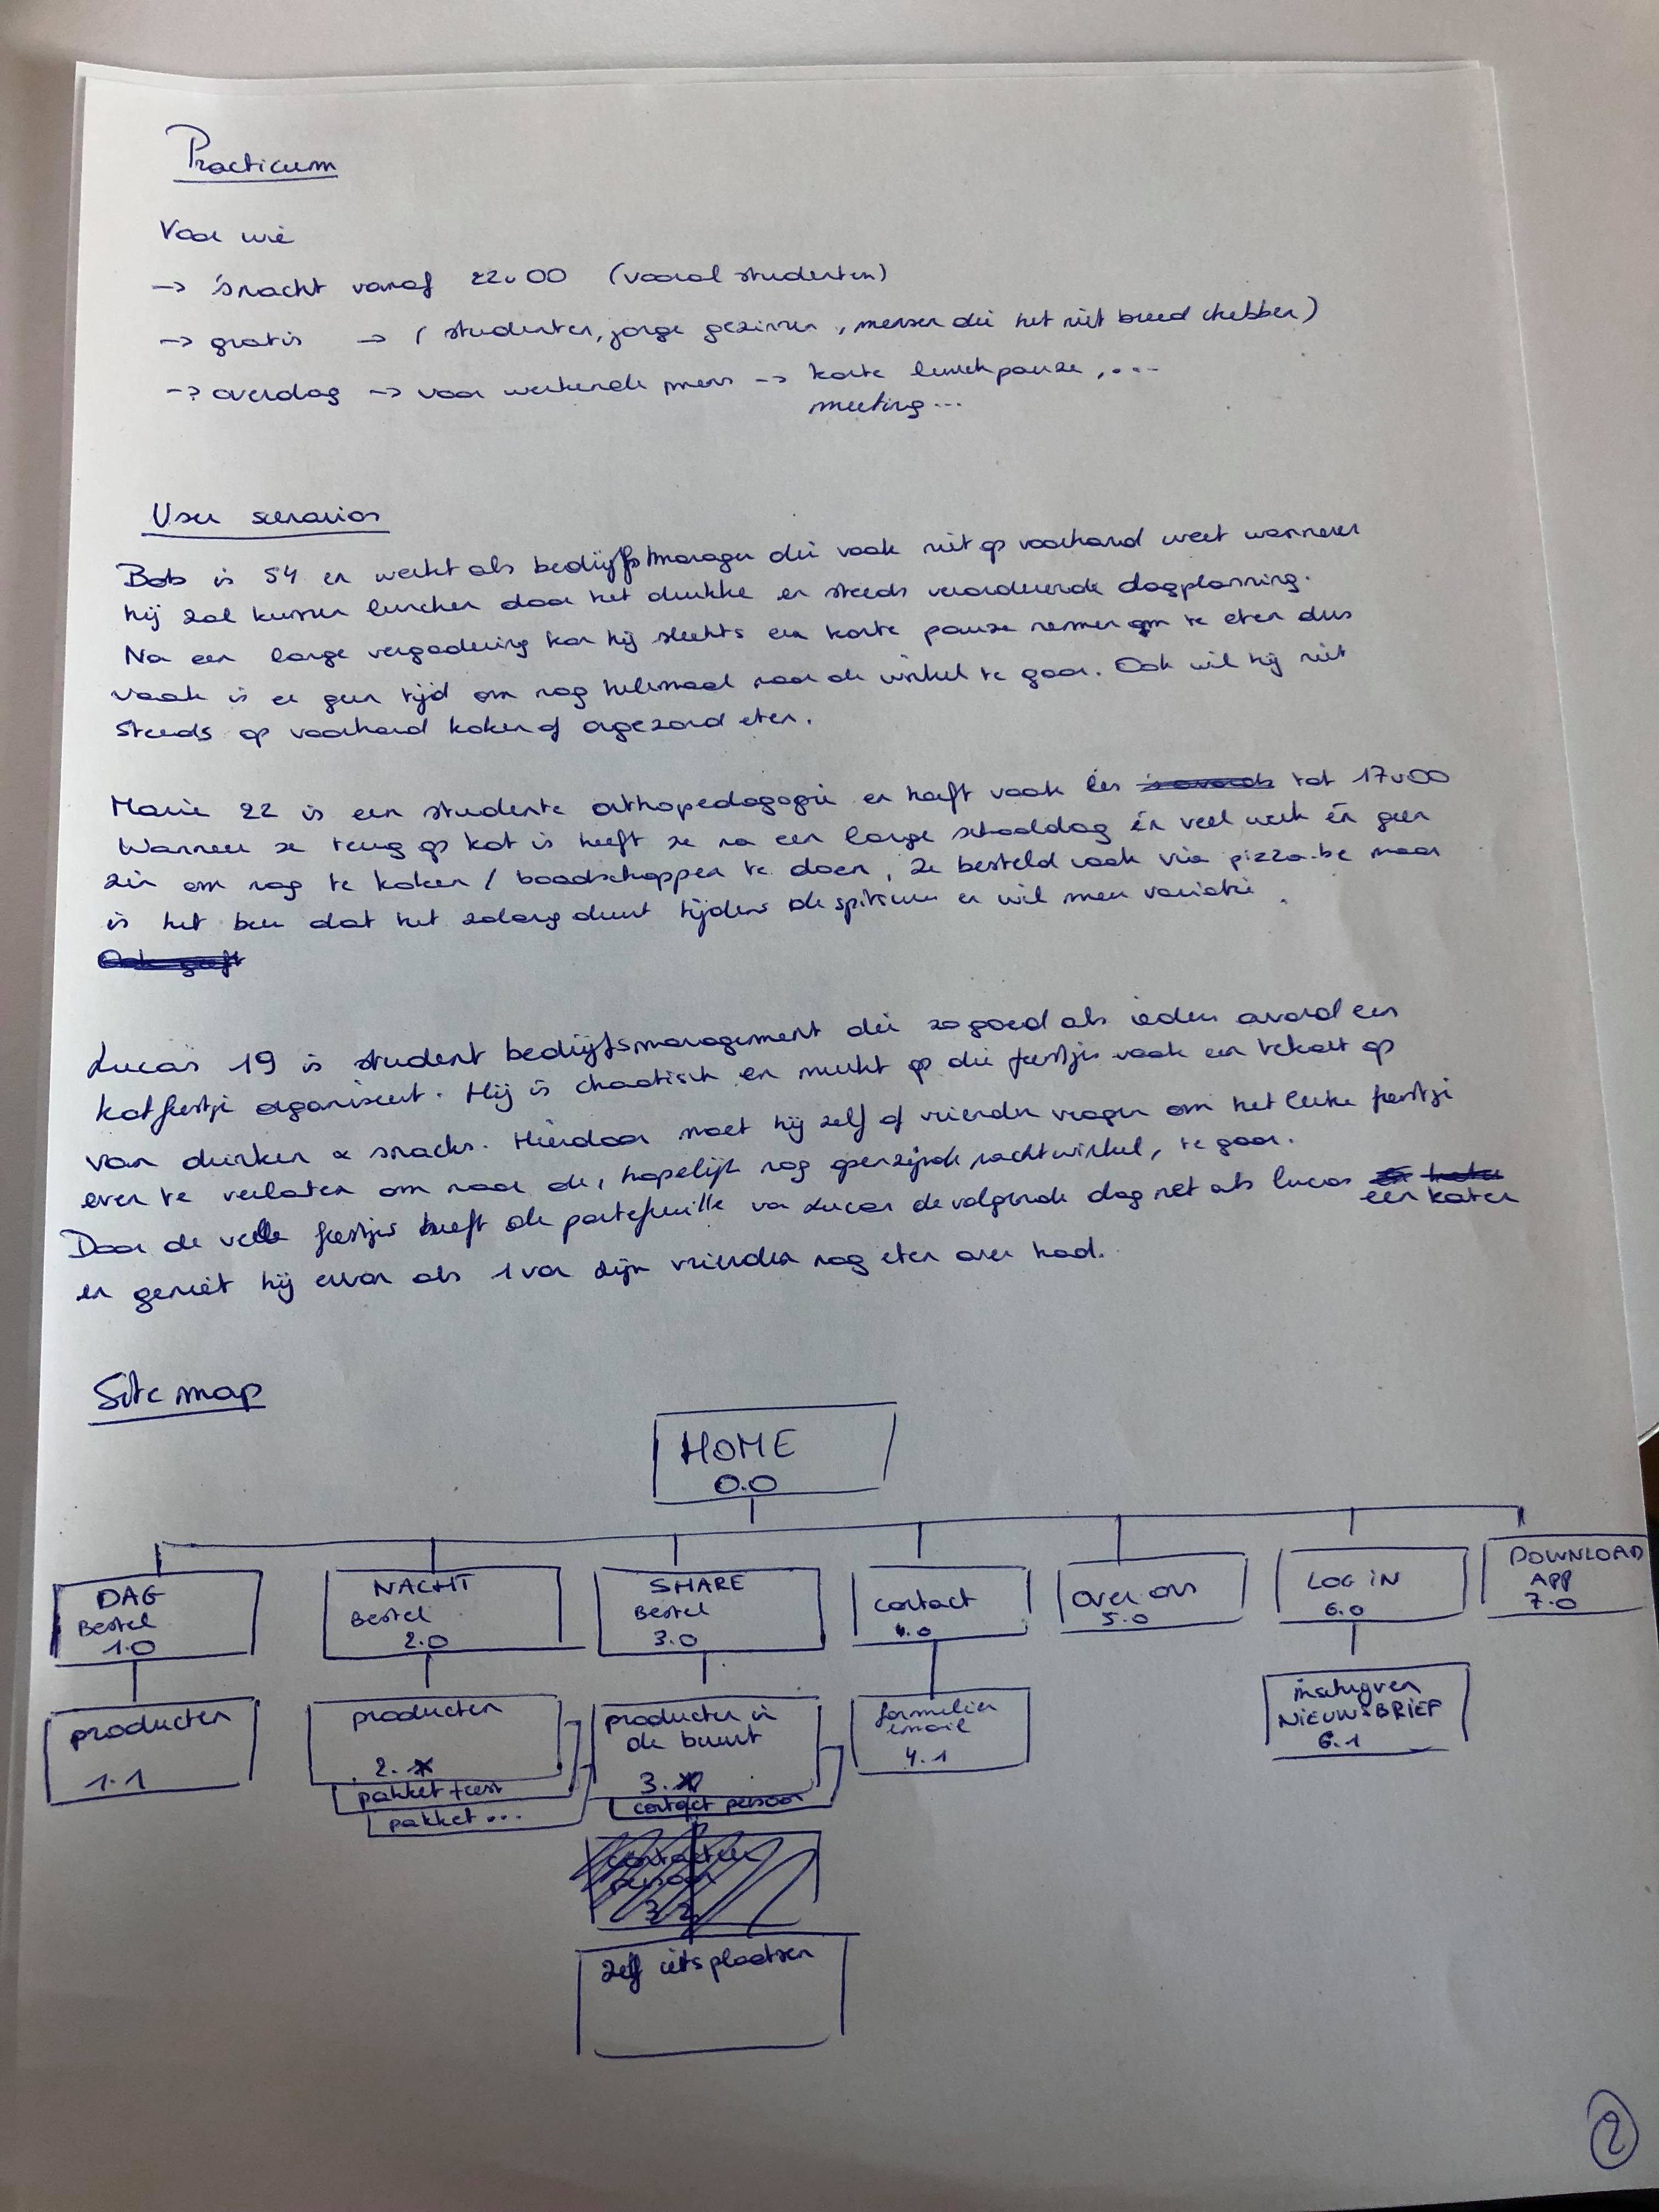 Practicum
Voor wie
-> 'snacht vanaf 22u00 (vooral studenten)
-> gratis -> (studenten, jonge gezinnen, mensen die het niet breed hebben)
-> overdag -> voor werkende mens -> korte lunchpauze, ....
meeting...
User scenarios
Bob is 54 en werkt als bedrijfsmanager die vaak niet op voorhand weet wanneer
hij zal kunnen lunchen door het drukke en steeds veranderende dagplanning.
Na een lange vergadering kan hij slechts een korte pauze nemen om te eten dus
vaak is er geen tijd om nog helemaal naar de winkel te gaan. Ook wil hij niet
steeds op voorhand koken of ongezond eten.
Marie 22 is een studente orthopedagogie en heeft vaak les tot 17u00
Wanneer ze terug op kot is heeft ze na een lange schooldag én veel werk én geen
zin om nog te koken / boodschappen te doen, ze besteld vaak via pizza.be maar
is het beu dat het zolang duurt tijdens de spitsuur en wil meer variatie.
Lucas 19 is student bedrijfsmanagement die zo goed als iedere avond een
kotfeestje organiseert. Hij is chaotisch en merkt op die feestjes vaak een tekort op
van drinken & snacks. Hierdoor moet hij zelf of vrienden vragen om het leuke feestje
even te verlaten om naar de, hopelijk nog openzijnde nachtwinkel, te gaan.
Door de vele feestjes heeft de portefeuille van Lucas de volgende dag net als lucas een kater
en geniet hij ervan als 1 van zijn vrienden nog eten over had.
Site map
HOME
0.0
DAG
Bestel
1.0
NACHT
Bestel
2.0
SHARE
Bestel
3.0
contact
4.0
over ons
5.0
LOG IN
6.0
DOWNLOAD
APP
7.0
producten
1.1
producten
2.*
pakket feest
pakket ...
producten in
de buurt
3.*
contact persoon
formulier
email
4.1
inschrijven
NIEUWSBRIEF
6.1
contacteer
persoon
3.2
zelf iets plaatsen
2